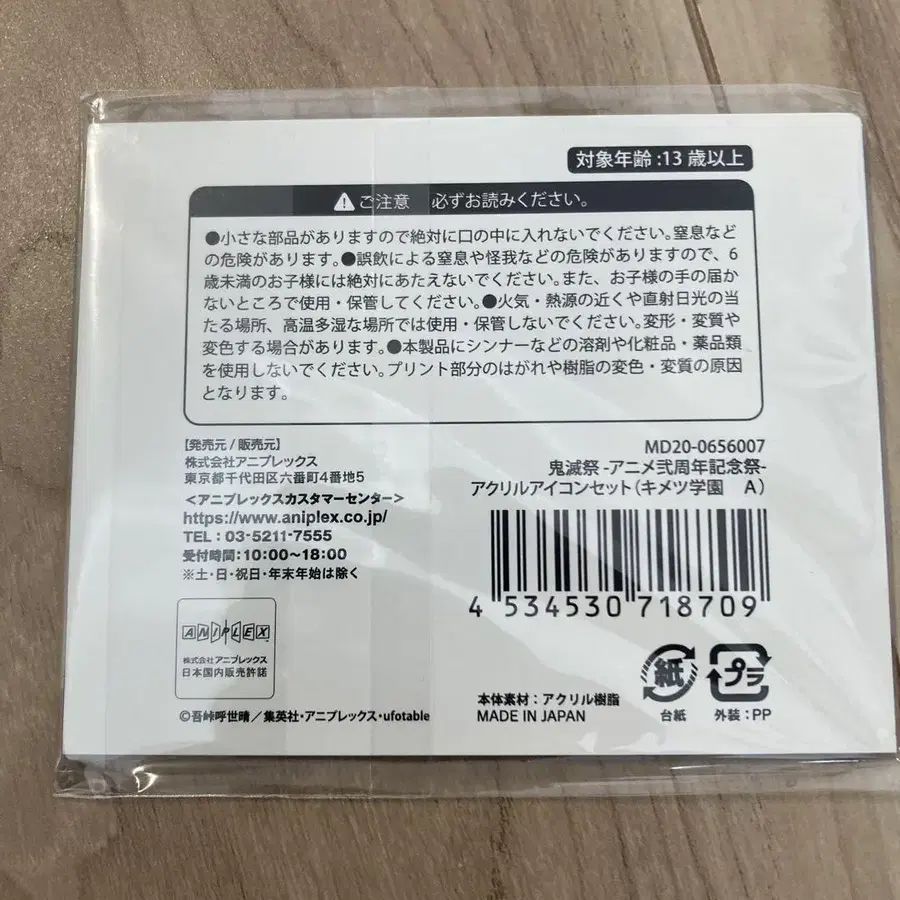 対象年齢:13歳以上
ご注意 必ずお読みください。
●小さな部品がありますので絶対に口の中に入れないでください。窒息など
の危険があります。●誤飲による窒息や怪我などの危険がありますので、6
歳未満のお子様には絶対にあたえないでください。また、お子様の手の届か
ないところで使用・保管してください。●火気・熱源の近くや直射日光の当
たる場所、高温多湿な場所では使用・保管しないでください。変形・変質や
変色する場合があります。●本製品にシンナーなどの溶剤や化粧品・薬品類
を使用しないでください。プリント部分のはがれや樹脂の変色・変質の原因
となります。
【発売元/販売元】
株式会社アニプレックス
東京都千代田区六番町4番地5
<アニプレックスカスタマーセンター>
https://www.aniplex.co.jp/
TEL:03-5211-7555
受付時間:10:00~18:00
※土・日・祝日・年末年始は除く
MD20-0656007
鬼滅祭 -アニメ弐周年記念祭-
アクリルアイコンセット(キメツ学園 A)
4 534530 718709
ANIPLEX
株式会社アニプレックス
日本国内販売許諾
©吾峠呼世晴/集英社・アニプレックス・ufotable
本体素材:アクリル樹脂
MADE IN JAPAN
紙
台紙
プラ
外装:PP